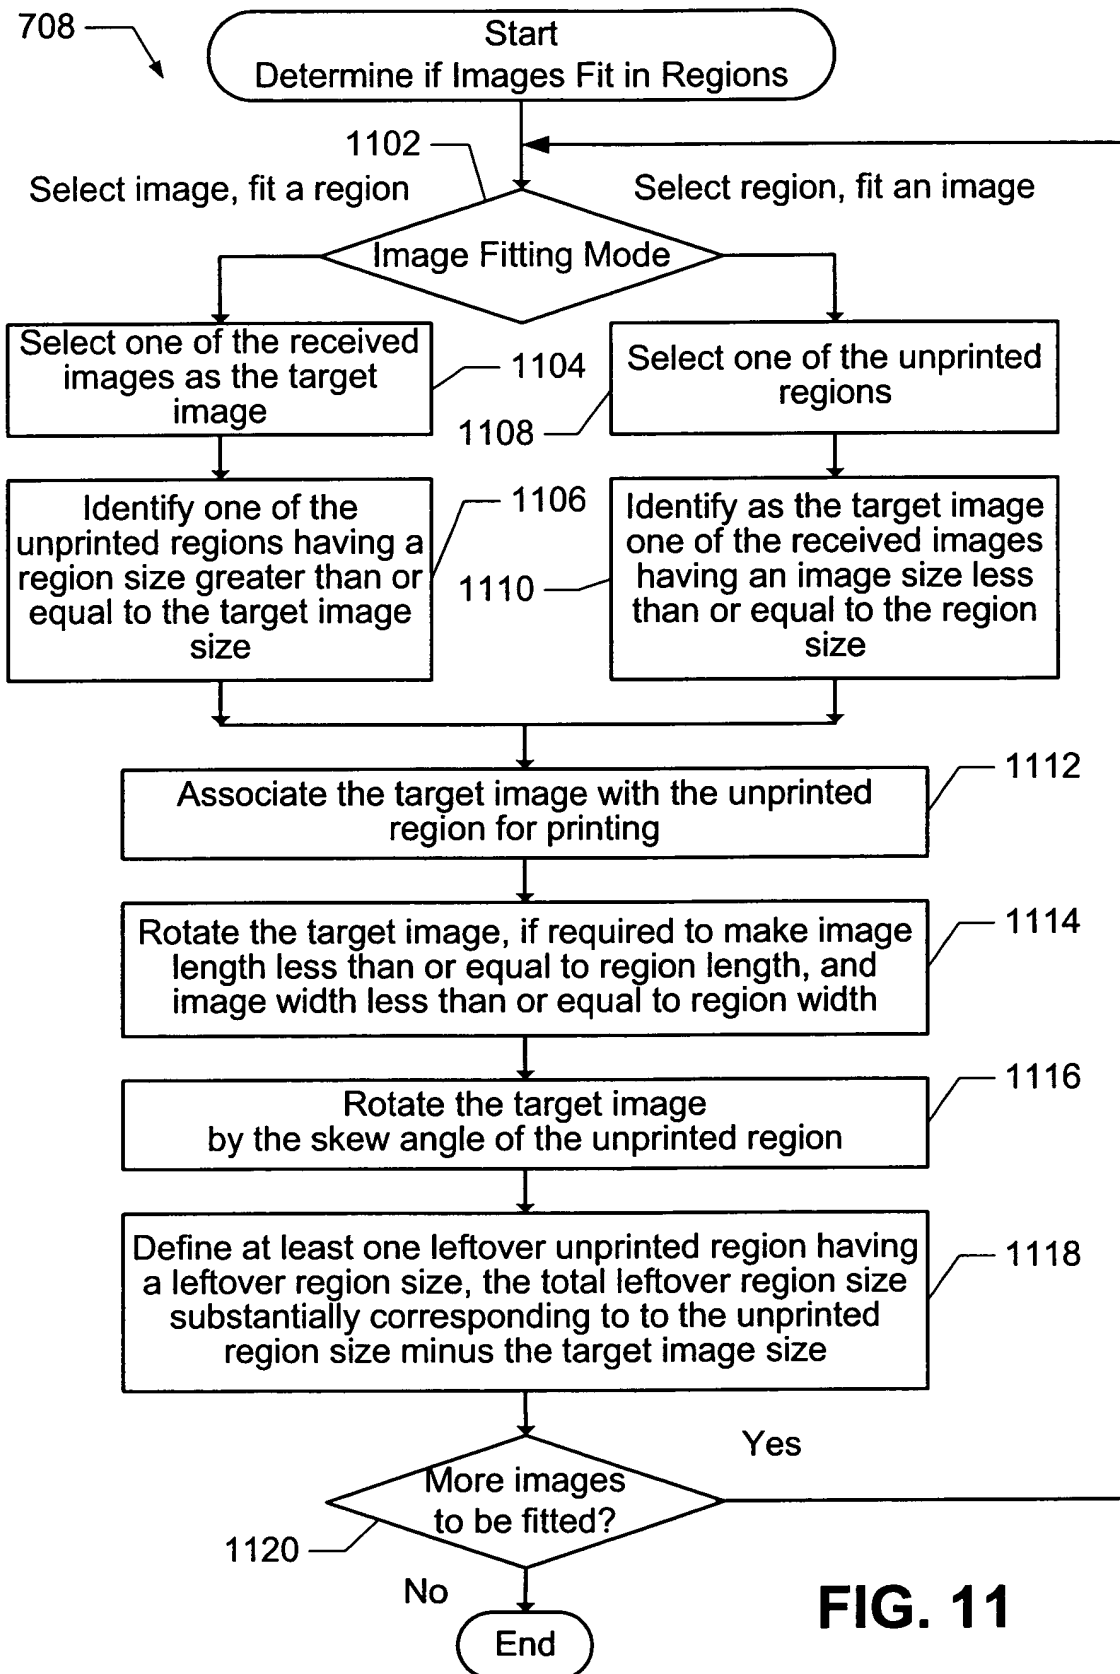 708
Start
Determine if Images Fit in Regions
1102
Select image, fit a region
Select region, fit an image
Image Fitting Mode
Select one of the received
images as the target
image
1104
Select one of the unprinted
regions
1108
Identify one of the
unprinted regions having a
region size greater than or
equal to the target image
size
1106
Identify as the target image
one of the received images
having an image size less
than or equal to the region
size
1110
Associate the target image with the unprinted
region for printing
1112
Rotate the target image, if required to make image
length less than or equal to region length, and
image width less than or equal to region width
1114
Rotate the target image
by the skew angle of the unprinted region
1116
Define at least one leftover unprinted region having
a leftover region size, the total leftover region size
substantially corresponding to to the unprinted
region size minus the target image size
1118
More images
to be fitted?
Yes
1120
No
End
FIG. 11